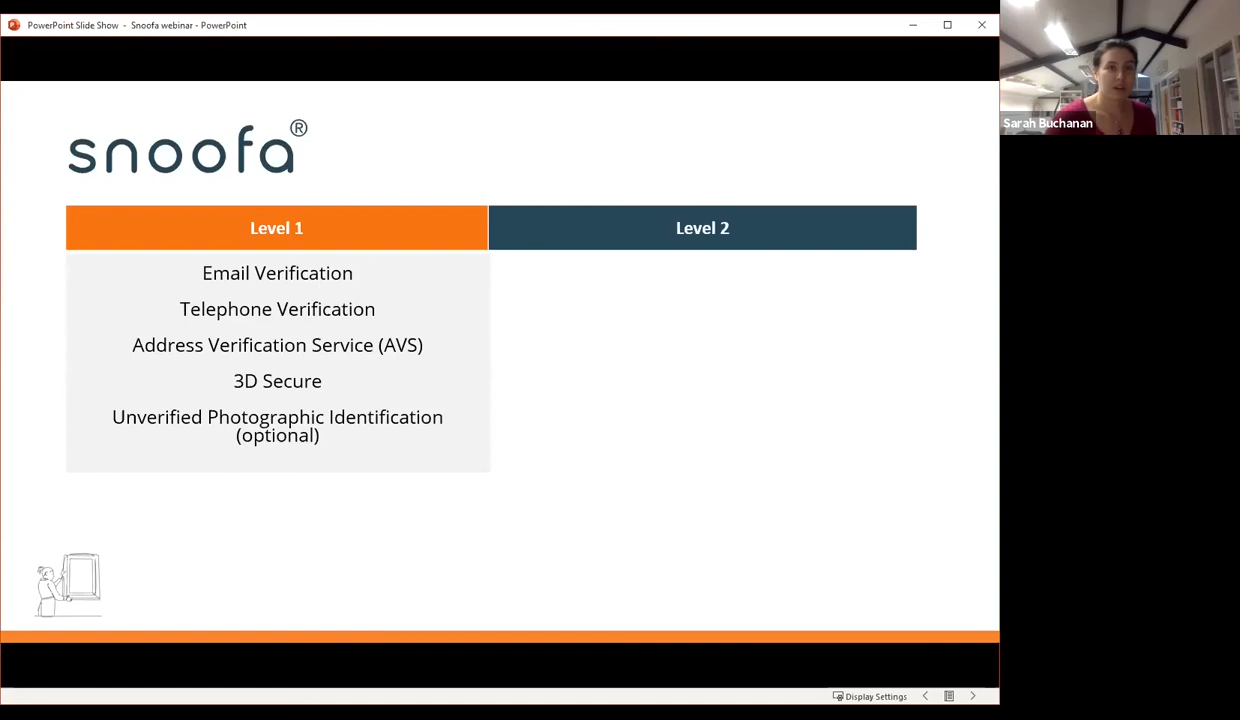 PowerPoint Slide Show - Snoofa webinar - PowerPoint
Sarah Buchanan
snoofa®
Level 1
Level 2
Email Verification
Telephone Verification
Address Verification Service (AVS)
3D Secure
Unverified Photographic Identification
(optional)
Display Settings